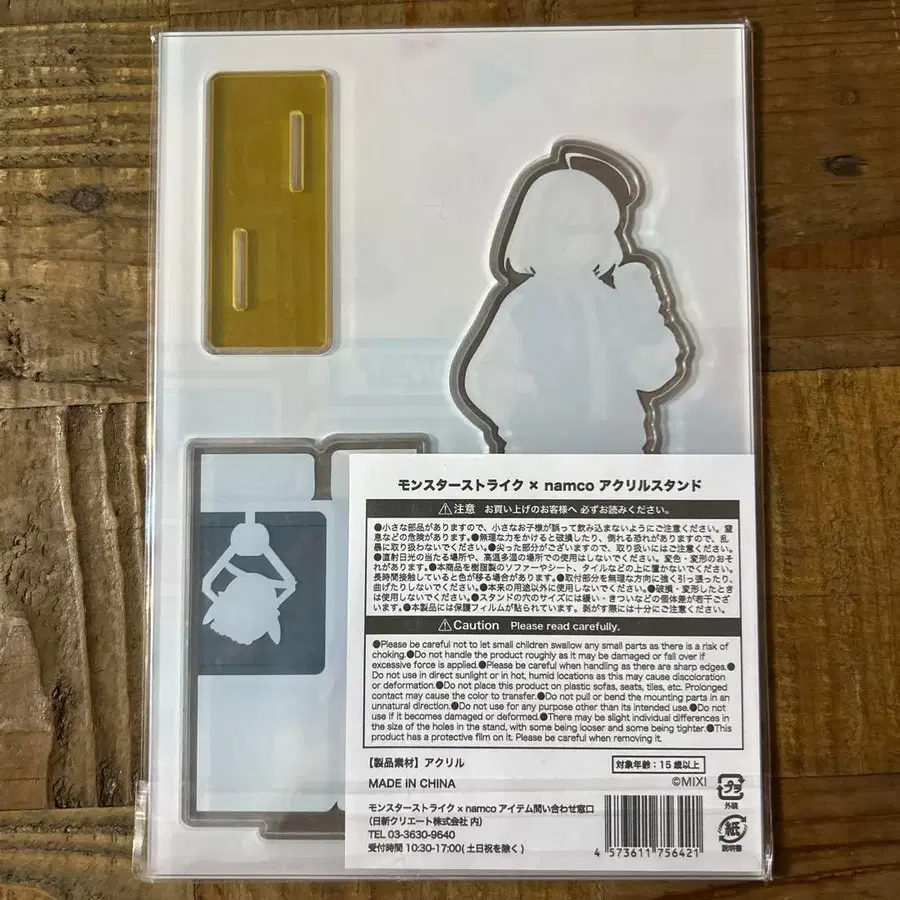 モンスターストライク × namco アクリルスタンド
⚠注意 お買い上げのお客様へ 必ずお読みください。
●小さな部品がありますので、小さなお子様が誤って飲み込まないようにご注意ください。窒
息などの危険があります。●無理な力をかけると破損したり、倒れる恐れがありますので、乱
暴に取り扱わないでください。●尖った部分がございますので、取り扱いにはご注意ください。
●直射日光の当たる場所や、高温多湿の場所での使用はしないでください。変色・変形のおそ
れがあります。●本商品を樹脂製のソファーやシート、タイルなどの上に置かないでください。
長時間接触していると色が移る場合があります。●取付部分を無理な方向に強く引っ張ったり、
曲げたりしないでください。●本来の用途以外に使用しないでください。●破損・変形したとき
は使用しないでください。●スタンドの穴のサイズには緩い・きついなどの個体差が若干ござ
います。●本製品には保護フィルムが貼られています。剥がす際には十分にご注意ください。
⚠Caution Please read carefully.
●Please be careful not to let small children swallow any small parts as there is a risk of
choking.●Do not handle the product roughly as it may be damaged or fall over if
excessive force is applied.●Please be careful when handling as there are sharp edges.●
Do not use in direct sunlight or in hot, humid locations as this may cause discoloration
or deformation.●Do not place this product on plastic sofas, seats, tiles, etc. Prolonged
contact may cause the color to transfer.●Do not pull or bend the mounting parts in an
unnatural direction.●Do not use for any purpose other than its intended use.●Do not
use if it becomes damaged or deformed.●There may be slight individual differences in
the size of the holes in the stand, with some being looser and some being tighter.●This
product has a protective film on it. Please be careful when removing it.
【製品素材】アクリル
対象年齢：15歳以上
MADE IN CHINA
©MIXI
プラ
外装
モンスターストライク × namco アイテム問い合わせ窓口
(日新クリエート株式会社 内)
TEL 03-3630-9640
受付時間 10:30-17:00(土日祝を除く)
4 573611 756421
紙
説明書